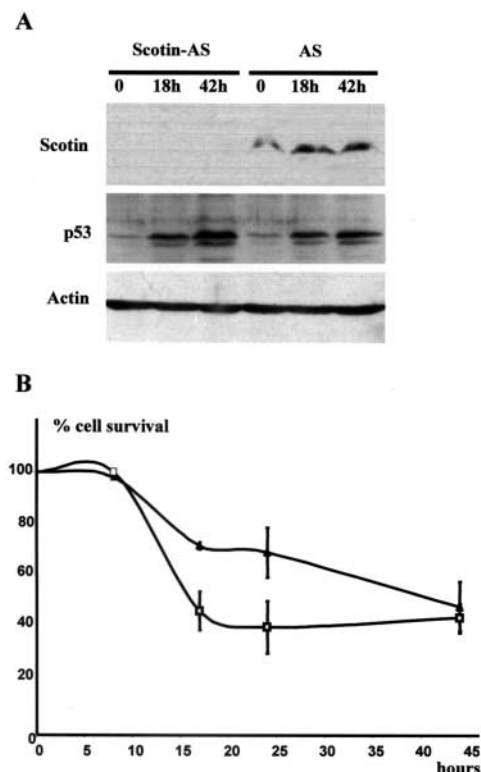 A
Scotin-AS AS
0 18h 42h 0 18h 42h
Scotin
p53
Actin
B
% cell survival
100
80
60
40
20
0
0 5 10 15 20 25 30 35 40 45
hours